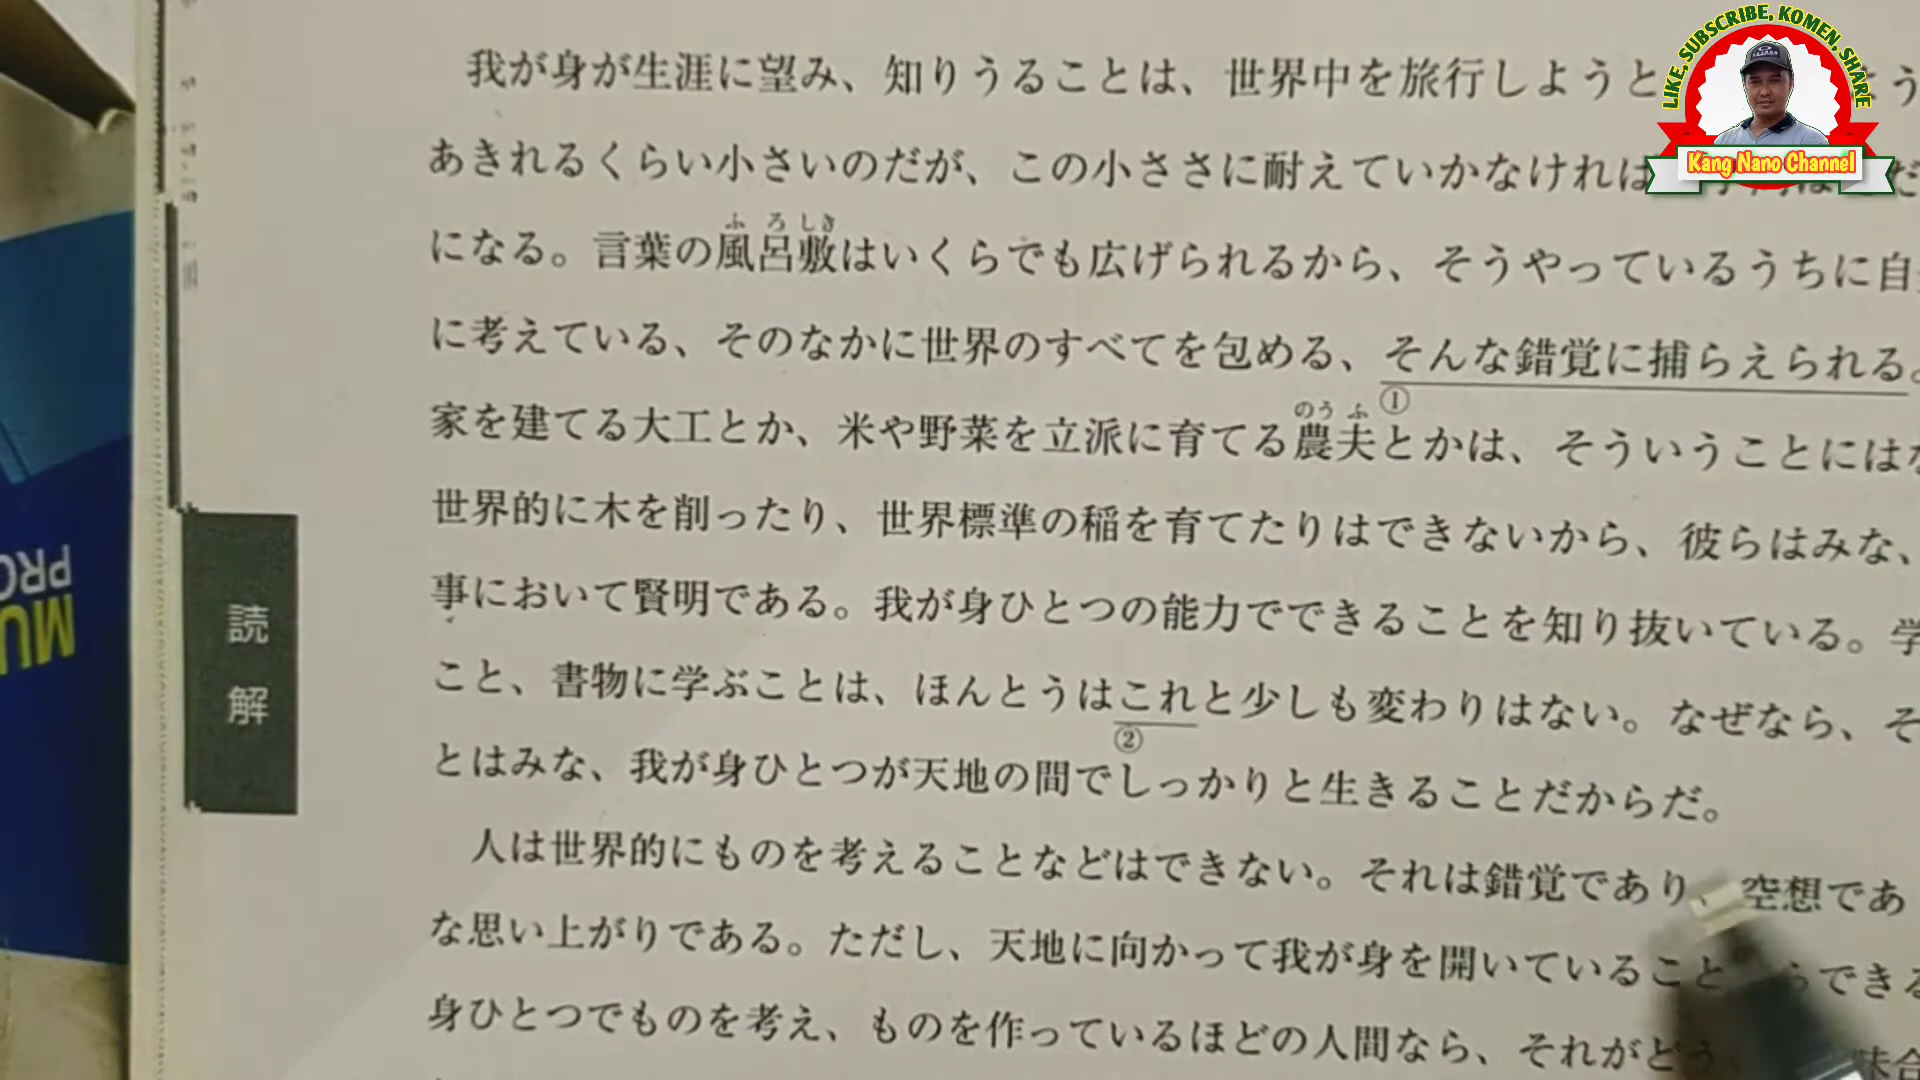 LIKE, SUBSCRIBE, KOMEN, SHARE
Kang Nano Channel
我が身が生涯に望み、知りうることは、世界中を旅行しようと
あきれるくらい小さいのだが、この小ささに耐えていかなければ
になる。言葉の風呂敷はいくらでも広げられるから、そうやっているうちに自
ふ ろ しき
に考えている、そのなかに世界のすべてを包める、そんな錯覚に捕らえられる。
①
家を建てる大工とか、米や野菜を立派に育てる農夫とかは、そういうことにはな
のう ふ
世界的に木を削ったり、世界標準の稲を育てたりはできないから、彼らはみな、
事において賢明である。我が身ひとつの能力でできることを知り抜いている。学
こと、書物に学ぶことは、ほんとうはこれと少しも変わりはない。なぜなら、そ
②
とはみな、我が身ひとつが天地の間でしっかりと生きることだからだ。
人は世界的にものを考えることなどはできない。それは錯覚であり 空想であ
な思い上がりである。ただし、天地に向かって我が身を開いていること らできる
身ひとつでものを考え、ものを作っているほどの人間なら、それがどう 味合
読解
MU
PRO